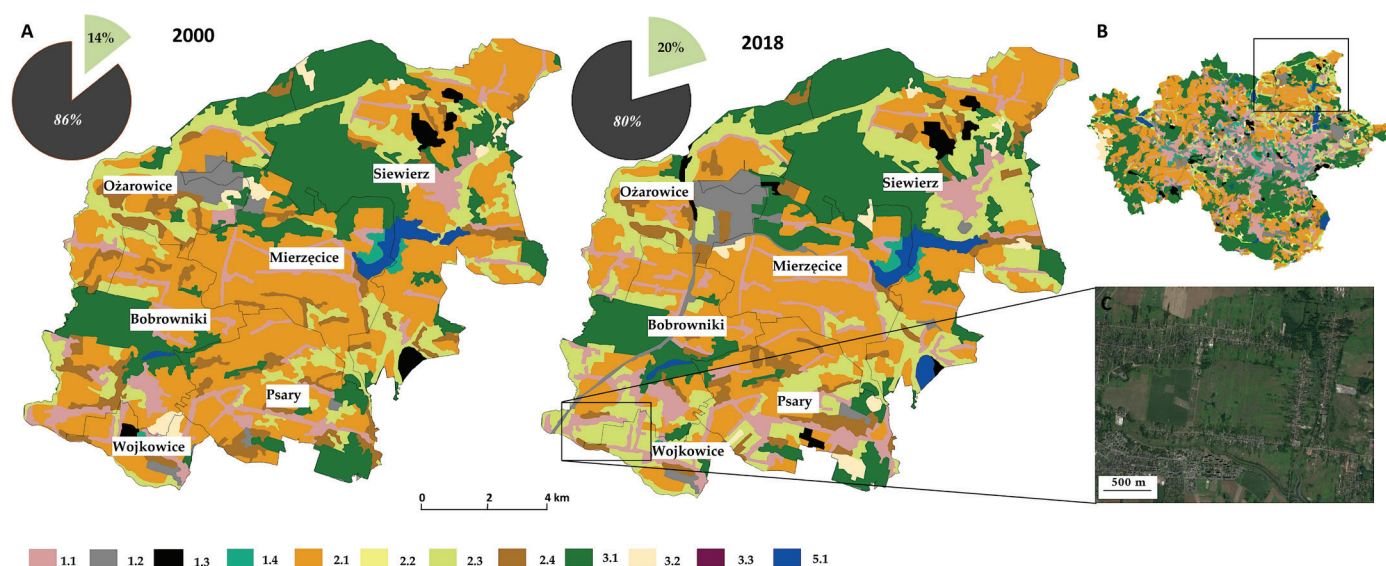 A
14%
86%
2000
Ożarowice
Siewierz
Mierzęcice
Bobrowniki
Psary
Wojkowice
0 2 4 km
20%
80%
2018
Ożarowice
Siewierz
Mierzęcice
Bobrowniki
Psary
Wojkowice
B
C
500 m
1.1 1.2 1.3 1.4 2.1 2.2 2.3 2.4 3.1 3.2 3.3 5.1